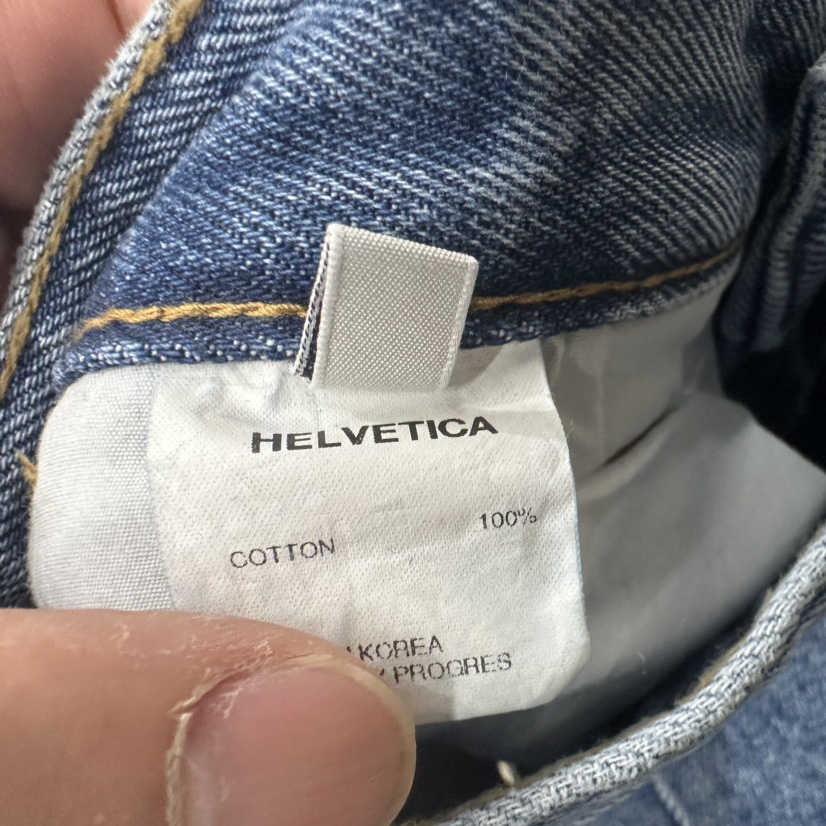 HELVETICA
COTTON 100%
KOREA
PROGRES